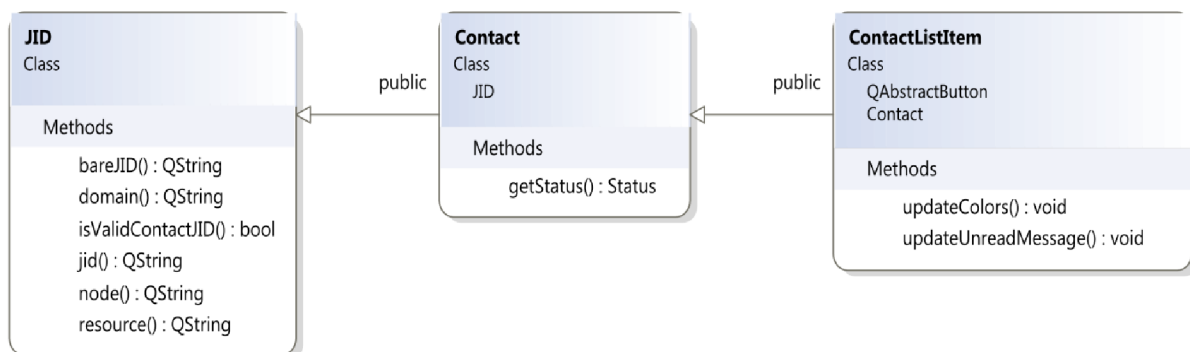 JID
Class
Methods
bareJID() : QString
domain() : QString
isValidContactJID() : bool
jid() : QString
node() : QString
resource() : QString
public
Contact
Class
JID
Methods
getStatus() : Status
public
ContactListItem
Class
QAbstractButton
Contact
Methods
updateColors() : void
updateUnreadMessage() : void